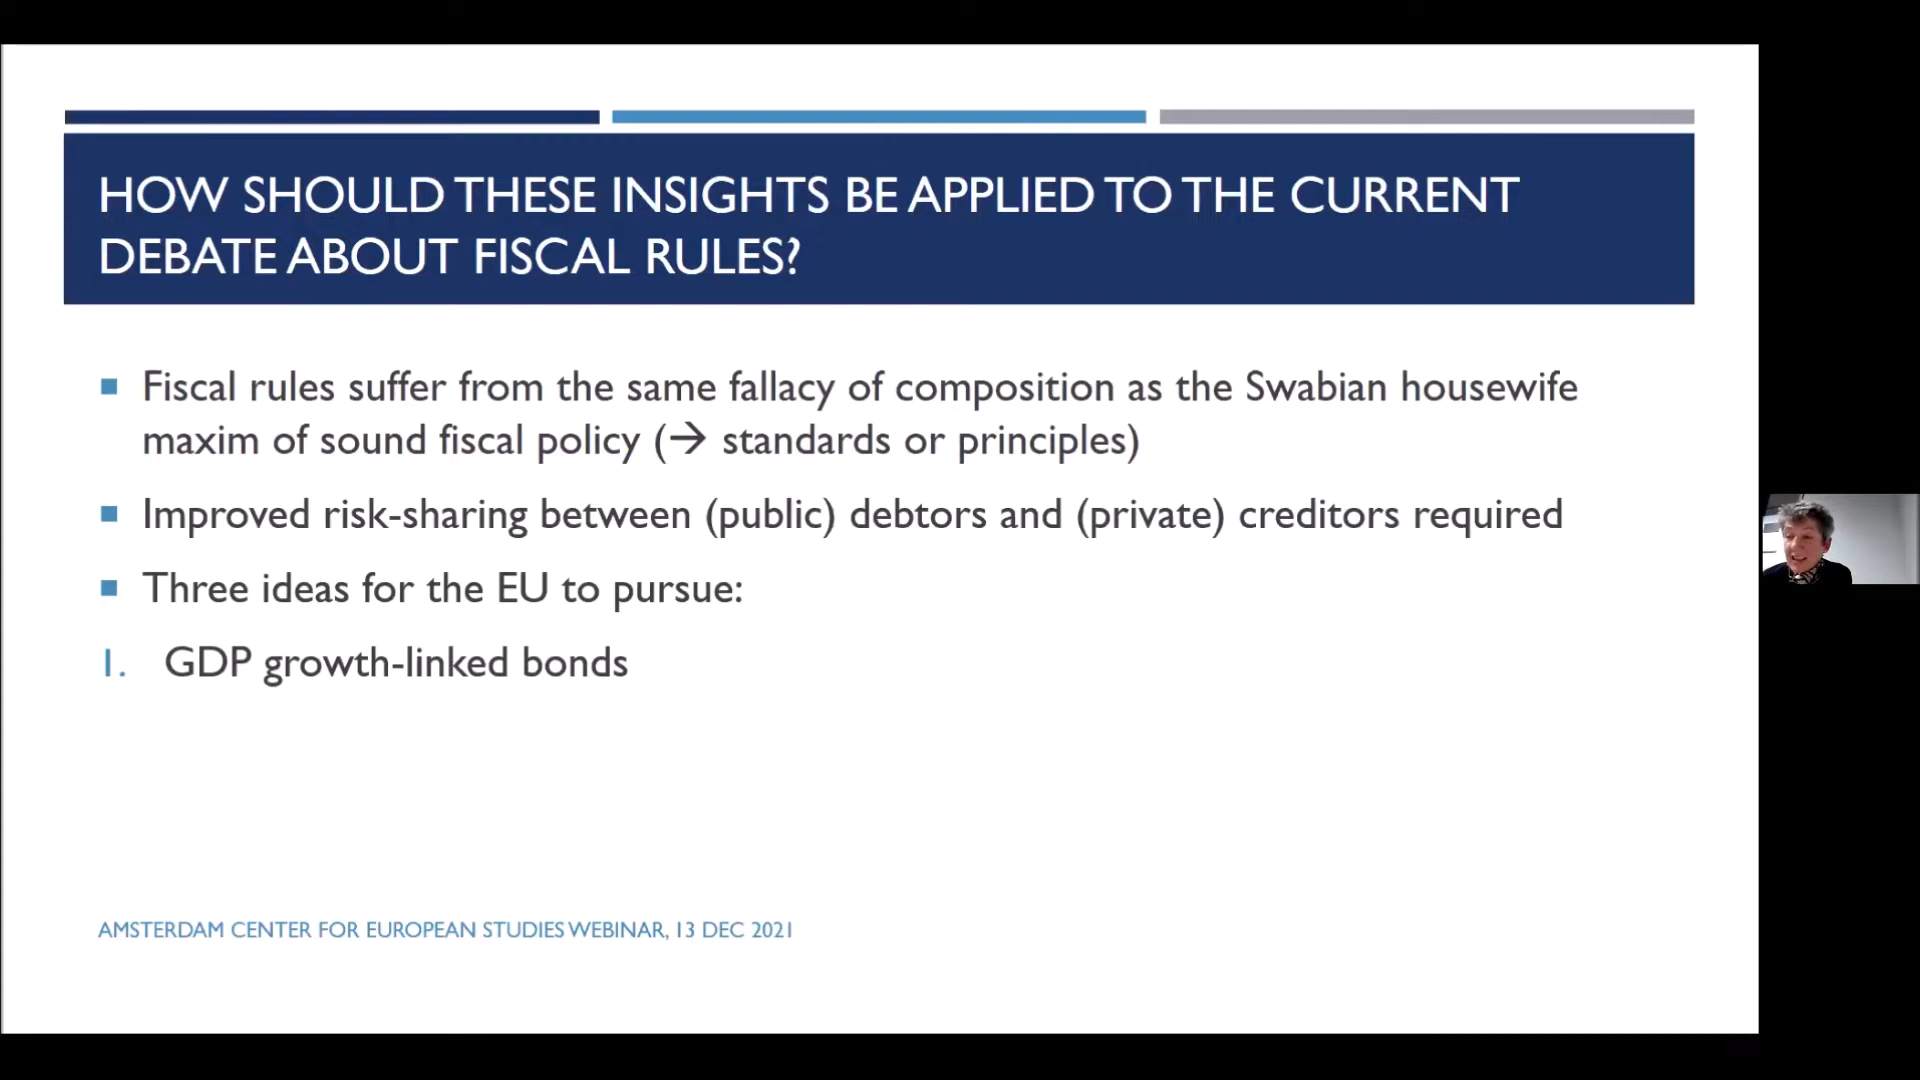 HOW SHOULD THESE INSIGHTS BE APPLIED TO THE CURRENT
DEBATE ABOUT FISCAL RULES?
Fiscal rules suffer from the same fallacy of composition as the Swabian housewife
maxim of sound fiscal policy (→ standards or principles)
Improved risk-sharing between (public) debtors and (private) creditors required
Three ideas for the EU to pursue:
1. GDP growth-linked bonds
AMSTERDAM CENTER FOR EUROPEAN STUDIES WEBINAR, 13 DEC 2021